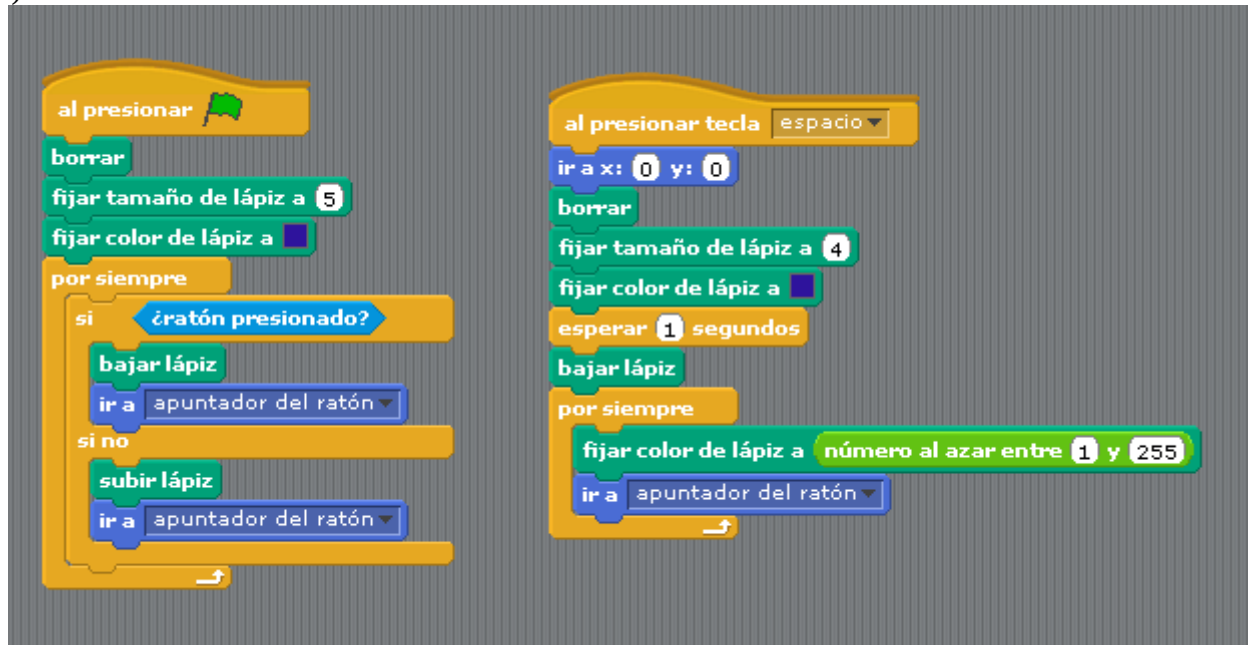 )
al presionar
borrar
fijar tamaño de lápiz a 5
fijar color de lápiz a
por siempre
si ¿ratón presionado?
bajar lápiz
ir a apuntador del ratón
si no
subir lápiz
ir a apuntador del ratón
al presionar tecla espacio
ir a x: 0 y: 0
borrar
fijar tamaño de lápiz a 4
fijar color de lápiz a
esperar 1 segundos
bajar lápiz
por siempre
fijar color de lápiz a número al azar entre 1 y 255
ir a apuntador del ratón